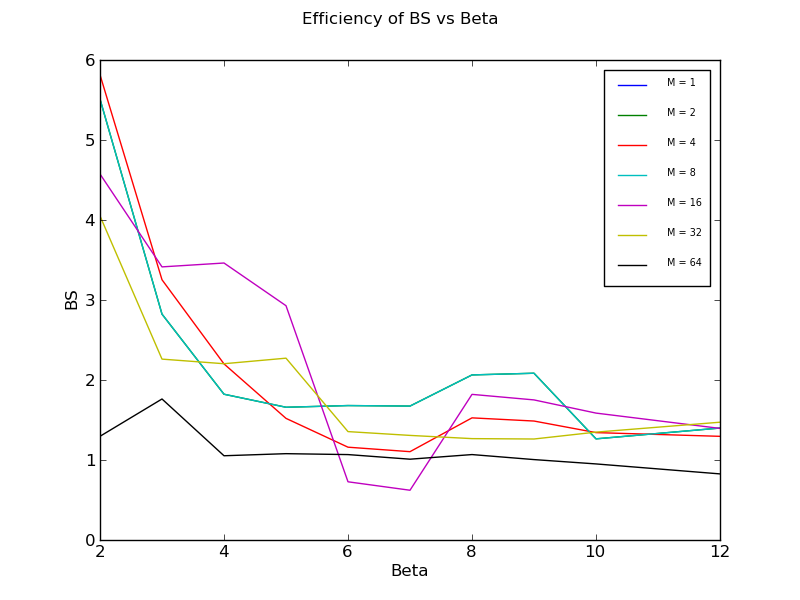 Efficiency of BS vs Beta
6
5
4
3
2
1
0
BS
2
4
6
8
10
12
Beta
M = 1
M = 2
M = 4
M = 8
M = 16
M = 32
M = 64